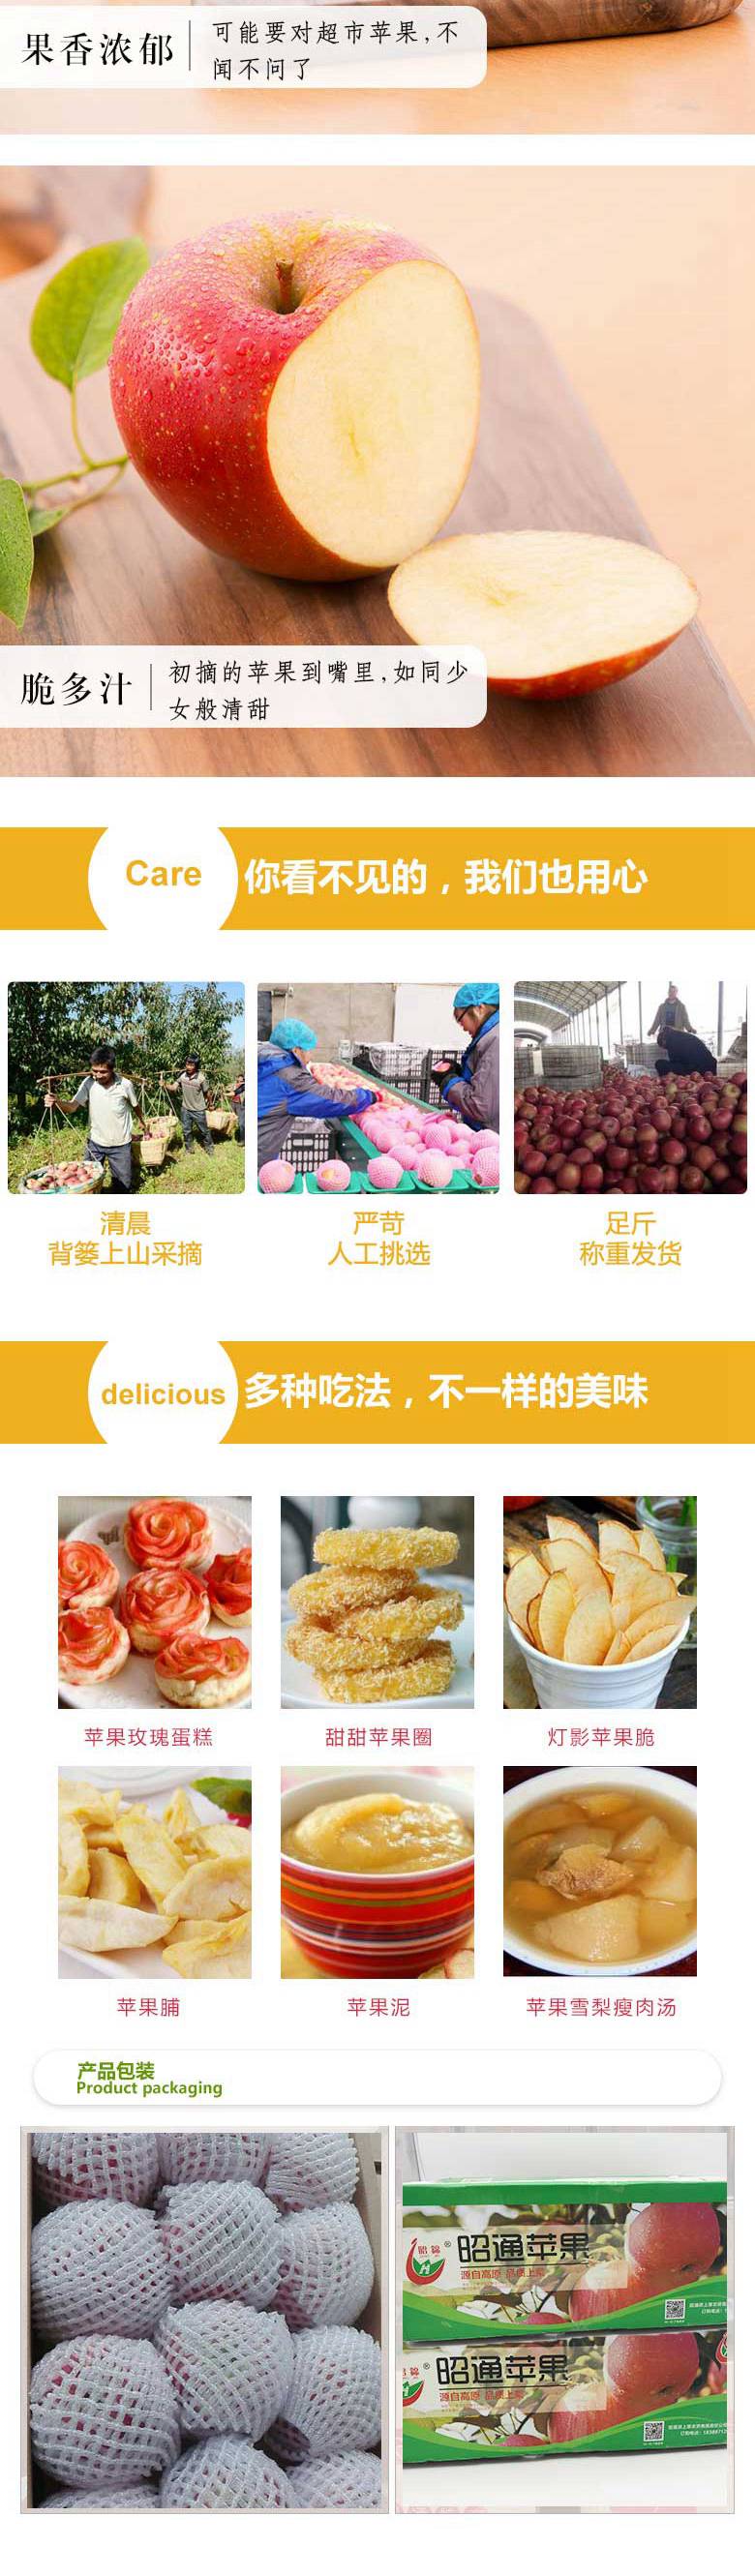 果香浓郁
可能要对超市苹果,不
闻不问了
脆多汁
初摘的苹果到嘴里,如同少
女般清甜
Care
你看不见的，我们也用心
清晨
背篓上山采摘
严苛
人工挑选
足斤
称重发货
delicious
多种吃法，不一样的美味
苹果玫瑰蛋糕
甜甜苹果圈
灯影苹果脆
苹果脯
苹果泥
苹果雪梨瘦肉汤
产品包装
Product packaging
昭通苹果
源自高原 品质上乘
昭通苹果
源自高原 品质上乘